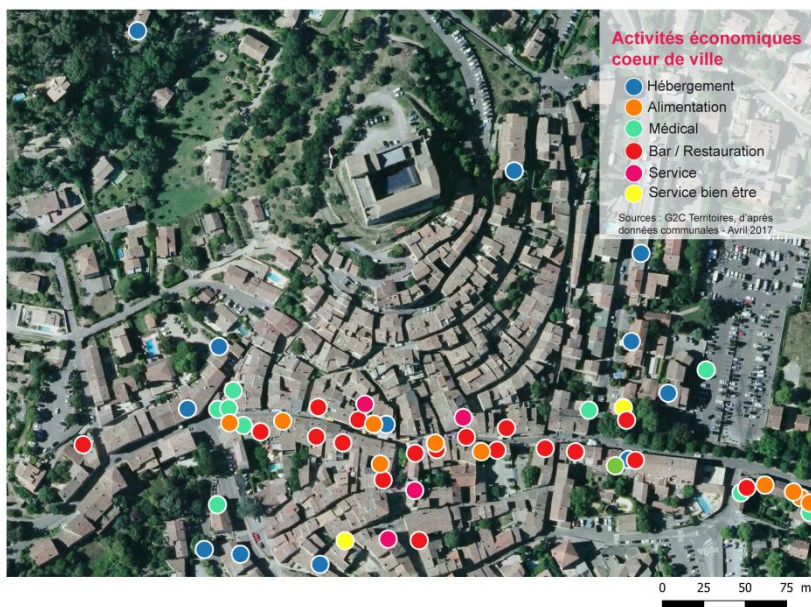 Activités économiques
coeur de ville
Hébergement
Alimentation
Médical
Bar / Restauration
Service
Service bien être
Sources : G2C Territoires, d'après
données communales - Avril 2017
0 25 50 75 m